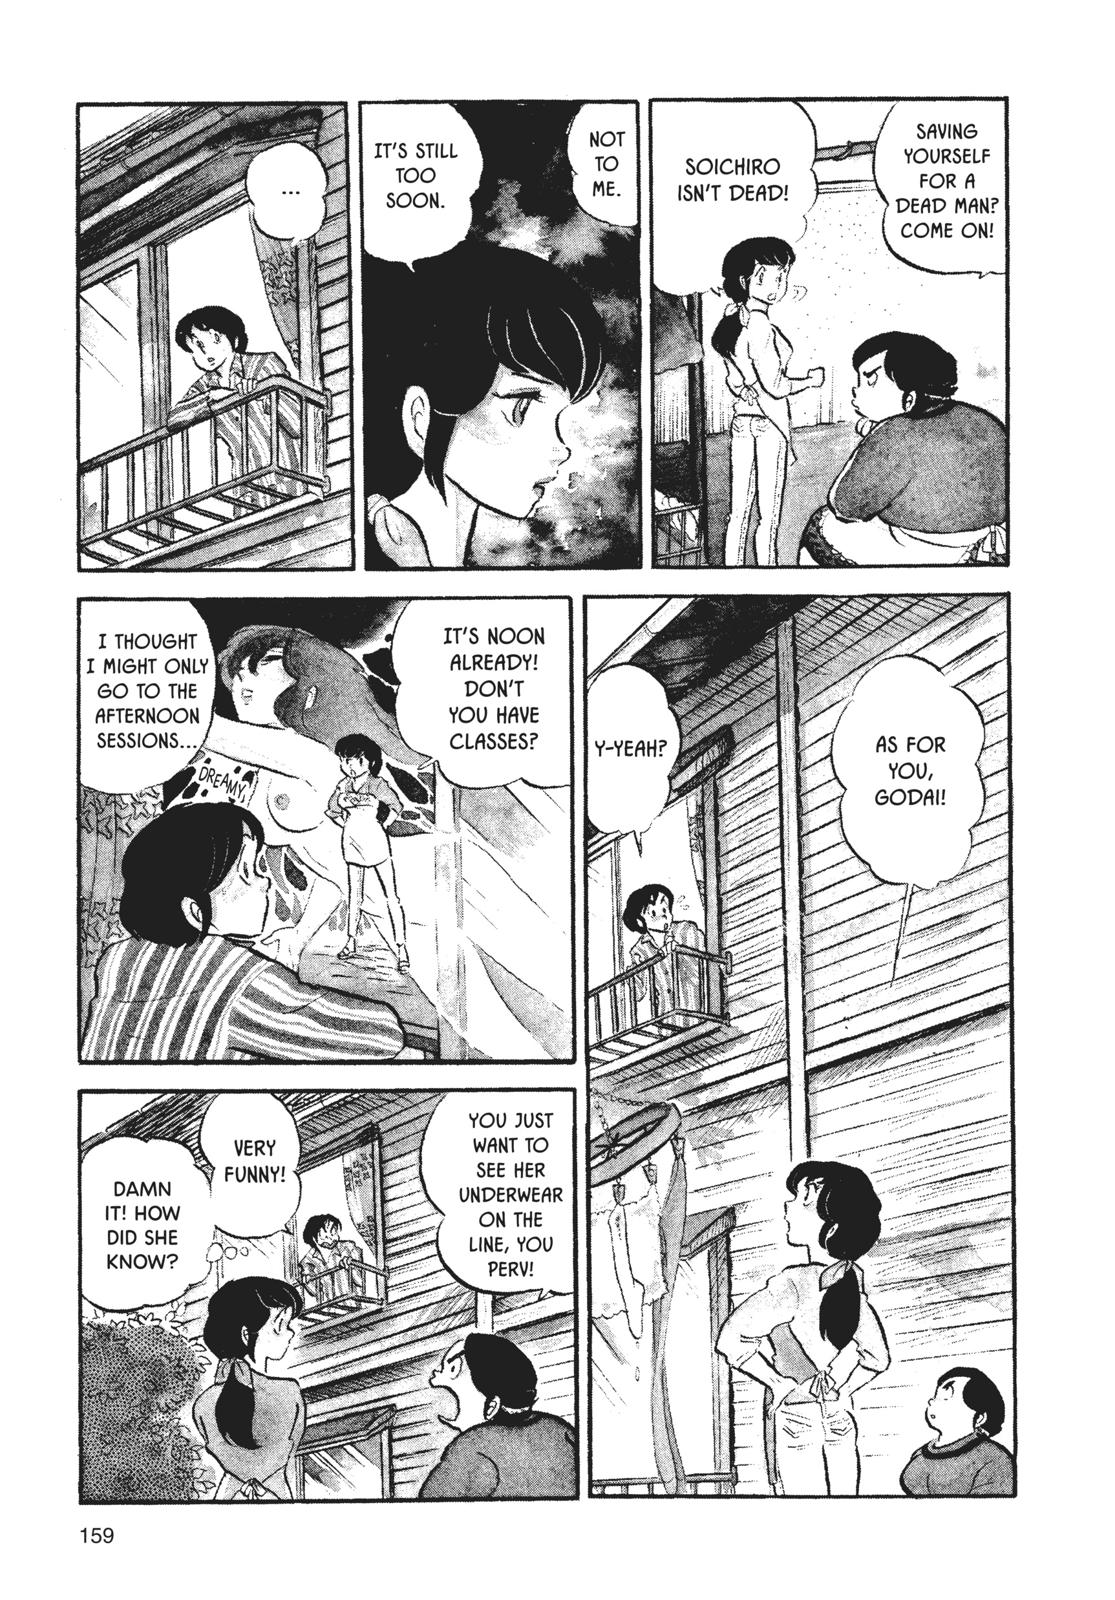 SAVING
YOURSELF
FOR A
DEAD MAN?
COME ON!
SOICHIRO
ISN'T DEAD!
NOT
TO
ME.
IT'S STILL
TOO
SOON.
...
AS FOR
YOU,
GODAI!
Y-YEAH?
IT'S NOON
ALREADY!
DON'T
YOU HAVE
CLASSES?
I THOUGHT
I MIGHT ONLY
GO TO THE
AFTERNOON
SESSIONS...
DREAMY
YOU JUST
WANT TO
SEE HER
UNDERWEAR
ON THE
LINE, YOU
PERV!
VERY
FUNNY!
DAMN
IT! HOW
DID SHE
KNOW?
159